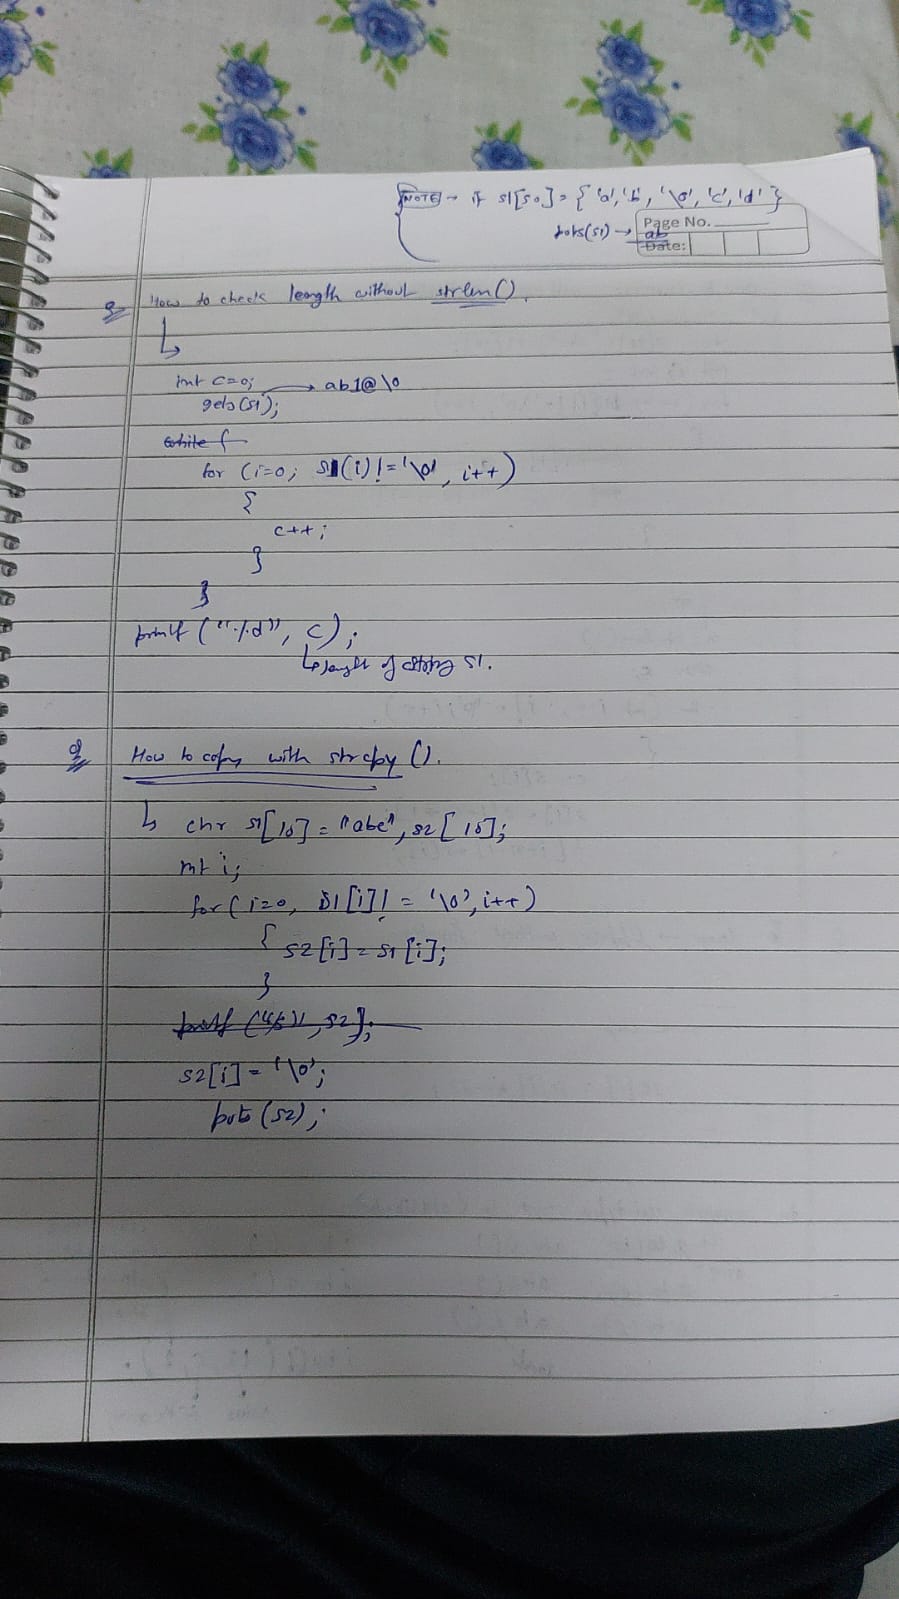 NOTE → if s1[50] = { 'a', 'b', '\0', 'c', 'd' }
Page No.
puts(s1) → ab
Date:
Q How to check leangth without strlen().
↳
int c=0;
gets(s1); → ab1@\0
while {
for (i=0; s1(i)!='\0', i++)
{
c++;
}
}
printf ("%d", c);
↳ length of string s1.
Q How to copy with strcpy ().
↳ chr s1[10] = "abc", s2[10];
int i;
for(i=0, s1[i]! = '\0', i++)
{ s2[i] = s1[i];
}
printf ("%s", s2);
s2[i] = '\0';
puts (s2);